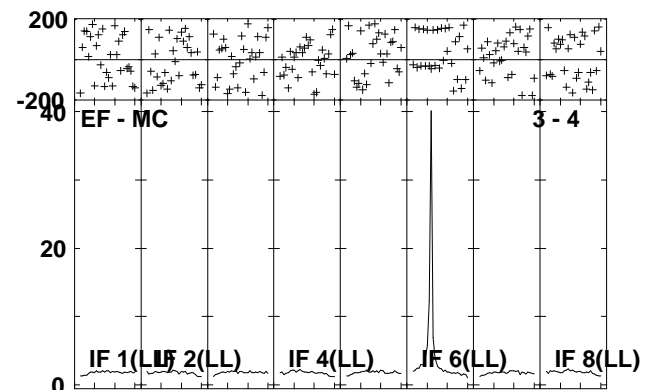 200
-200
40
EF - MC 3 - 4
20
IF 1(LL) IF 2(LL) IF 4(LL) IF 6(LL) IF 8(LL)
0